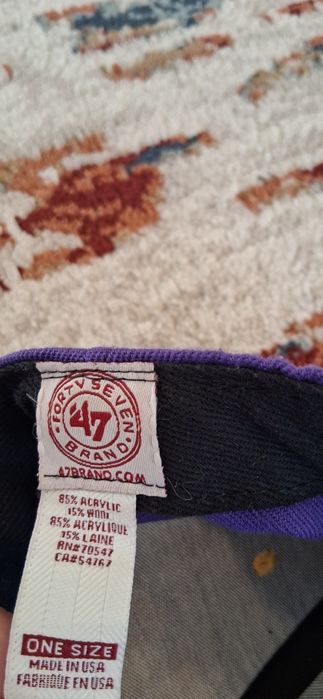 FORTY SEVEN
'47
BRAND
47BRAND.COM
85% ACRYLIC
15% WOOL
85% ACRYLIQUE
15% LAINE
RN#70547
CA#54767
ONE SIZE
MADE IN USA
FABRIQUE EN USA